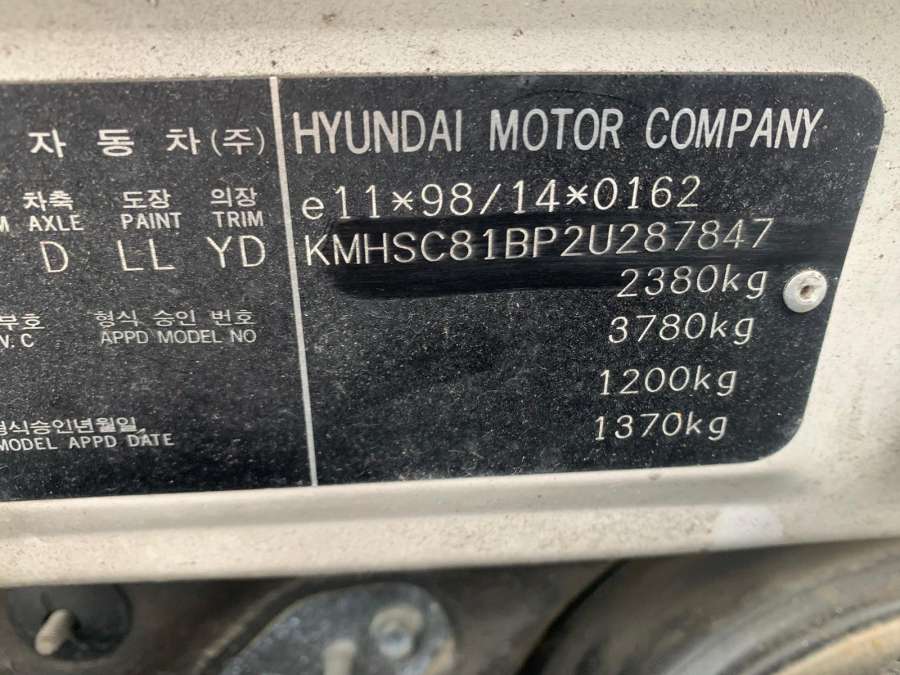 자동차(주)
차축 도장 의장
AXLE PAINT TRIM
D LL YD
형식 승인 번호
V.C APPD MODEL NO
형식승인년월일
MODEL APPD DATE
HYUNDAI MOTOR COMPANY
e11*98/14*0162
KMHSC81BP2U287847
2380kg
3780kg
1200kg
1370kg